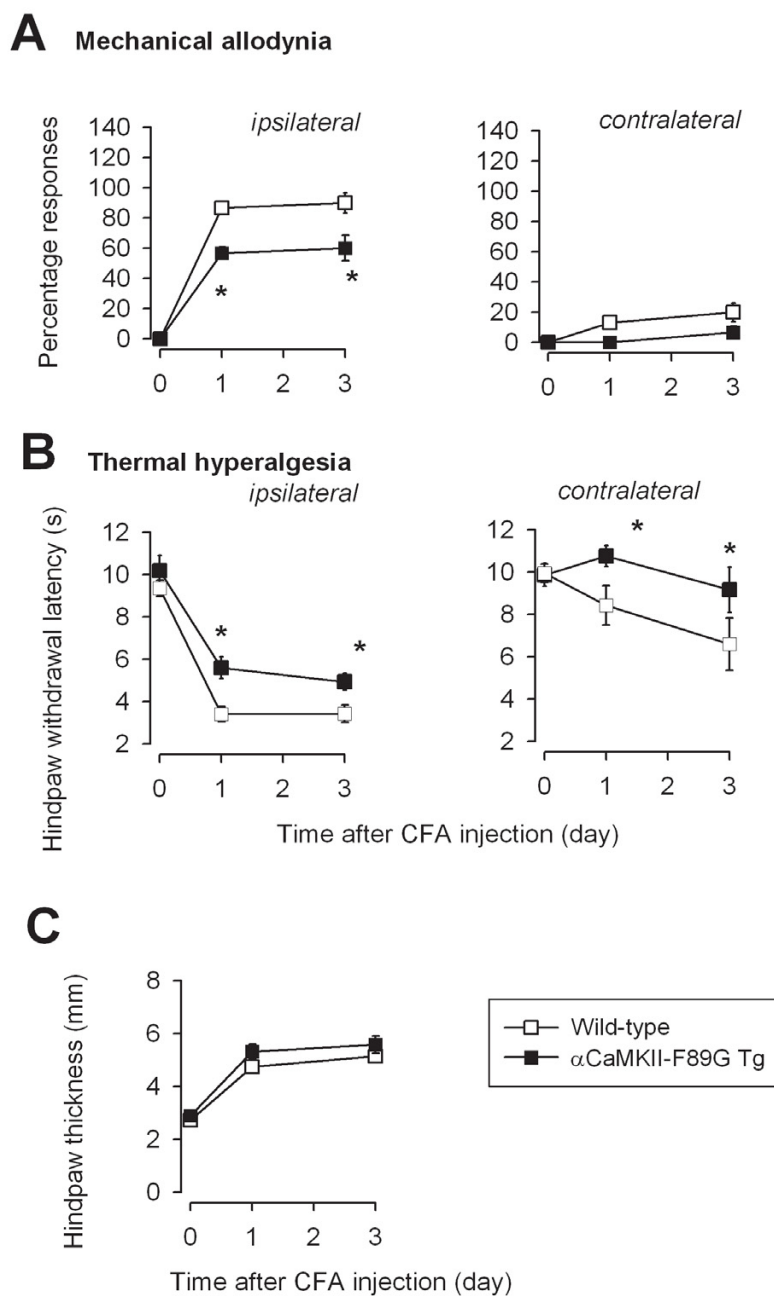 A Mechanical allodynia
ipsilateral
contralateral
Percentage responses
140
120
100
80
60
40
20
0
*
*
0 1 2 3
140
120
100
80
60
40
20
0
0 1 2 3
B Thermal hyperalgesia
ipsilateral
contralateral
Hindpaw withdrawal latency (s)
12
10
8
6
4
2
*
*
0 1 2 3
12
10
8
6
4
2
*
*
0 1 2 3
Time after CFA injection (day)
C
Hindpaw thickness (mm)
8
6
4
2
0
0 1 2 3
Time after CFA injection (day)
Wild-type
αCaMKII-F89G Tg